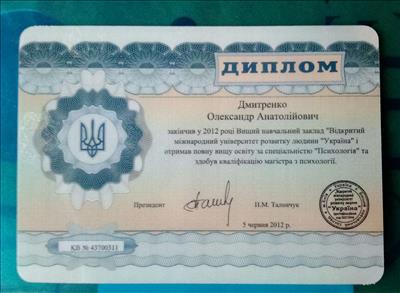 ДИПЛОМ
Дмитренко
Олександр Анатолійович
закінчив у 2012 році Вищий навчальний заклад "Відкритий
міжнародний університет розвитку людини "Україна" і
отримав повну вищу освіту за спеціальністю "Психологія" та
здобув кваліфікацію магістра з психології.
Президент
П.М. Таланчук
5 червня 2012 р.
КВ № 43700311
"Україна"